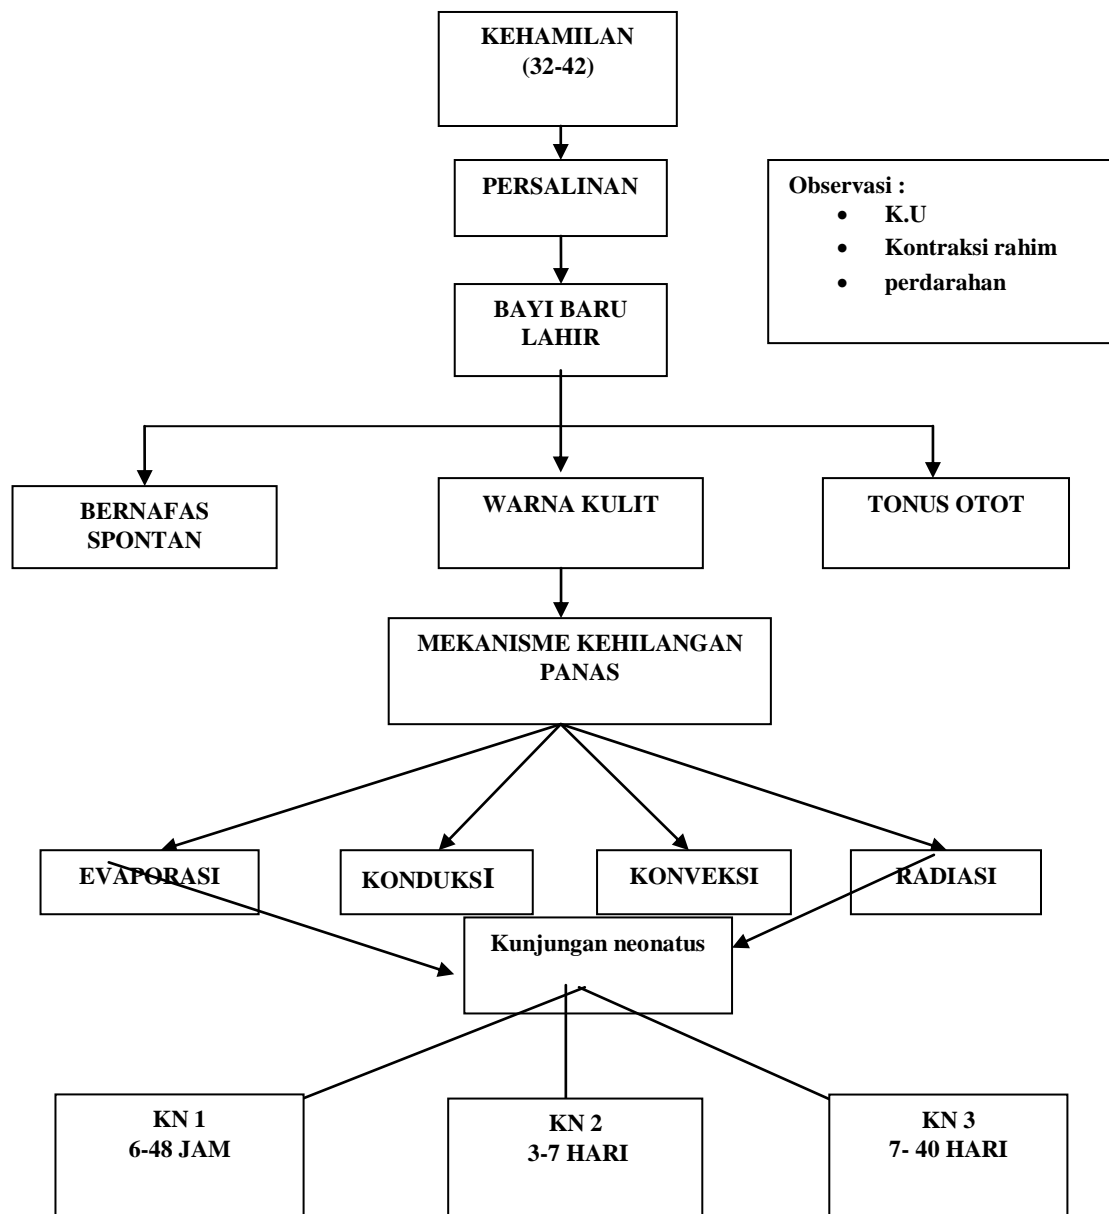 KEHAMILAN
(32-42)
PERSALINAN
Observasi :
• K.U
• Kontraksi rahim
• perdarahan
BAYI BARU
LAHIR
BERNAFAS
SPONTAN
WARNA KULIT
TONUS OTOT
MEKANISME KEHILANGAN
PANAS
EVAPORASI
KONDUKSI
KONVEKSI
RADIASI
Kunjungan neonatus
KN 1
6-48 JAM
KN 2
3-7 HARI
KN 3
7- 40 HARI